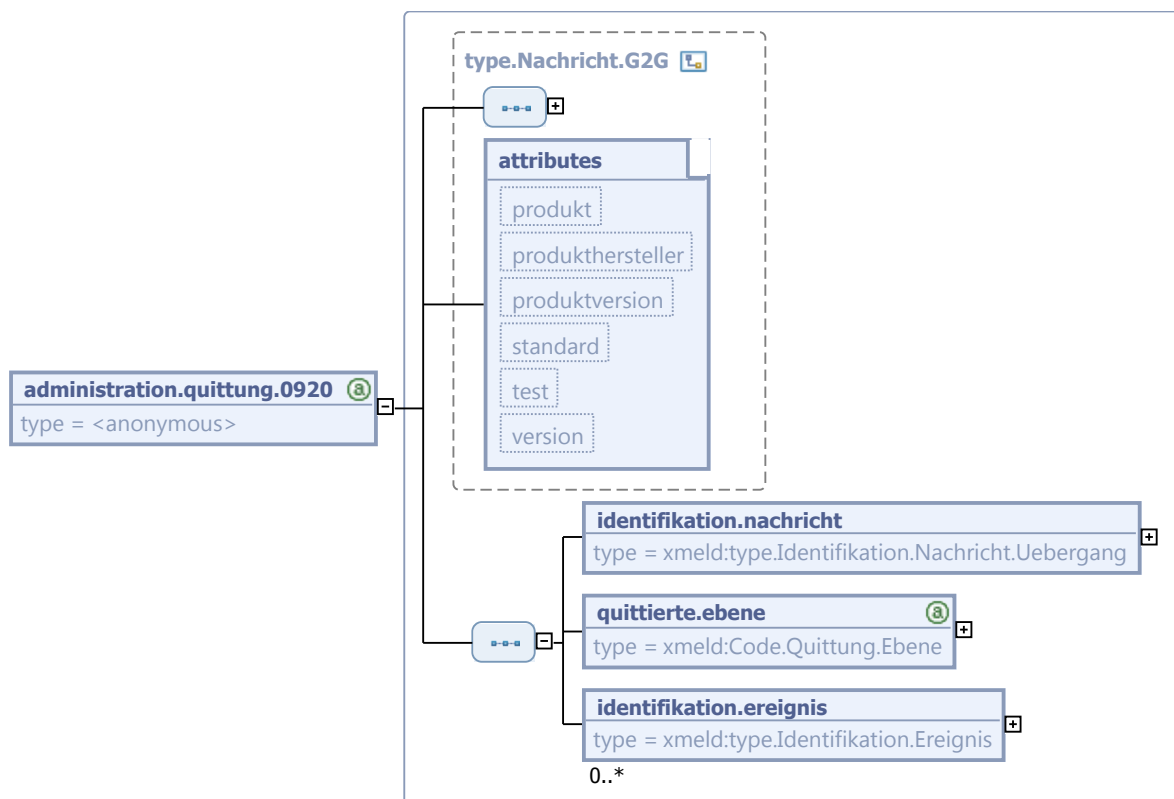 type.Nachricht.G2G
attributes
produkt
produkthersteller
produktversion
standard
test
version
administration.quittung.0920
type = <anonymous>
identifikation.nachricht
type = xmeld:type.Identifikation.Nachricht.Uebergang
quittierte.ebene
type = xmeld:Code.Quittung.Ebene
identifikation.ereignis
type = xmeld:type.Identifikation.Ereignis
0..*